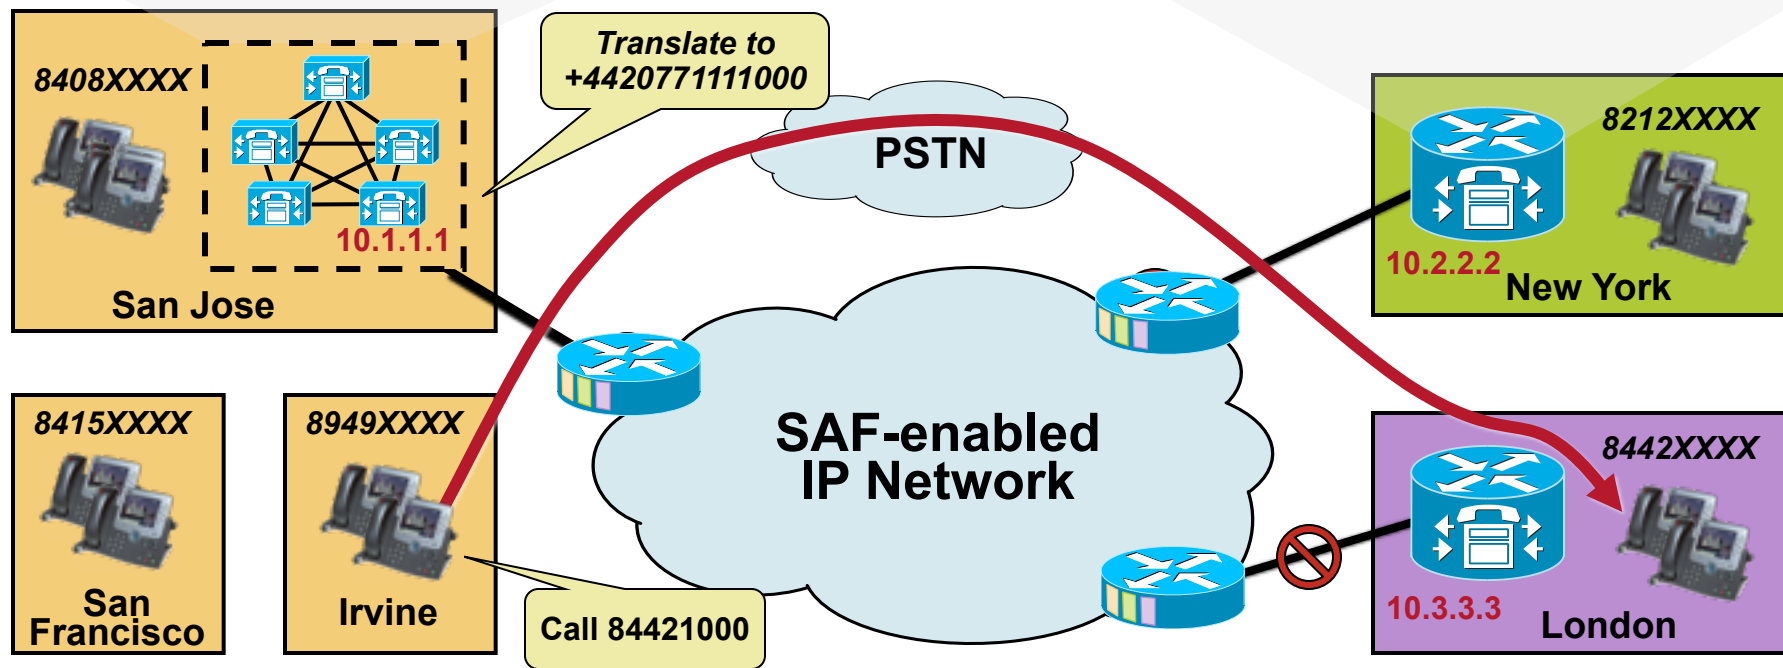 8408XXXX
10.1.1.1
San Jose
Translate to
+4420771111000
PSTN
8212XXXX
10.2.2.2
New York
8415XXXX
San
Francisco
8949XXXX
Irvine
Call 84421000
SAF-enabled
IP Network
8442XXXX
10.3.3.3
London